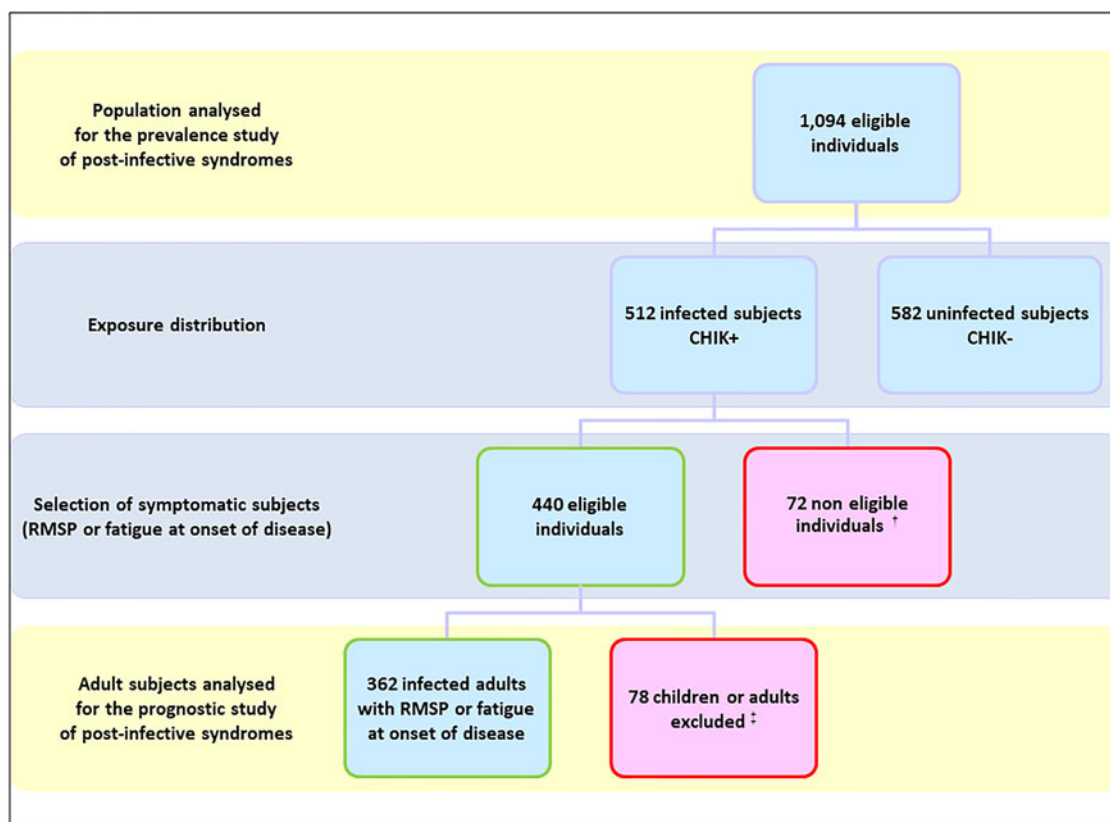 Population analysed
for the prevalence study
of post-infective syndromes
1,094 eligible
individuals
Exposure distribution
512 infected subjects
CHIK+
582 uninfected subjects
CHIK-
Selection of symptomatic subjects
(RMSP or fatigue at onset of disease)
440 eligible
individuals
72 non eligible
individuals †
Adult subjects analysed
for the prognostic study
of post-infective syndromes
362 infected adults
with RMSP or fatigue
at onset of disease
78 children or adults
excluded ‡